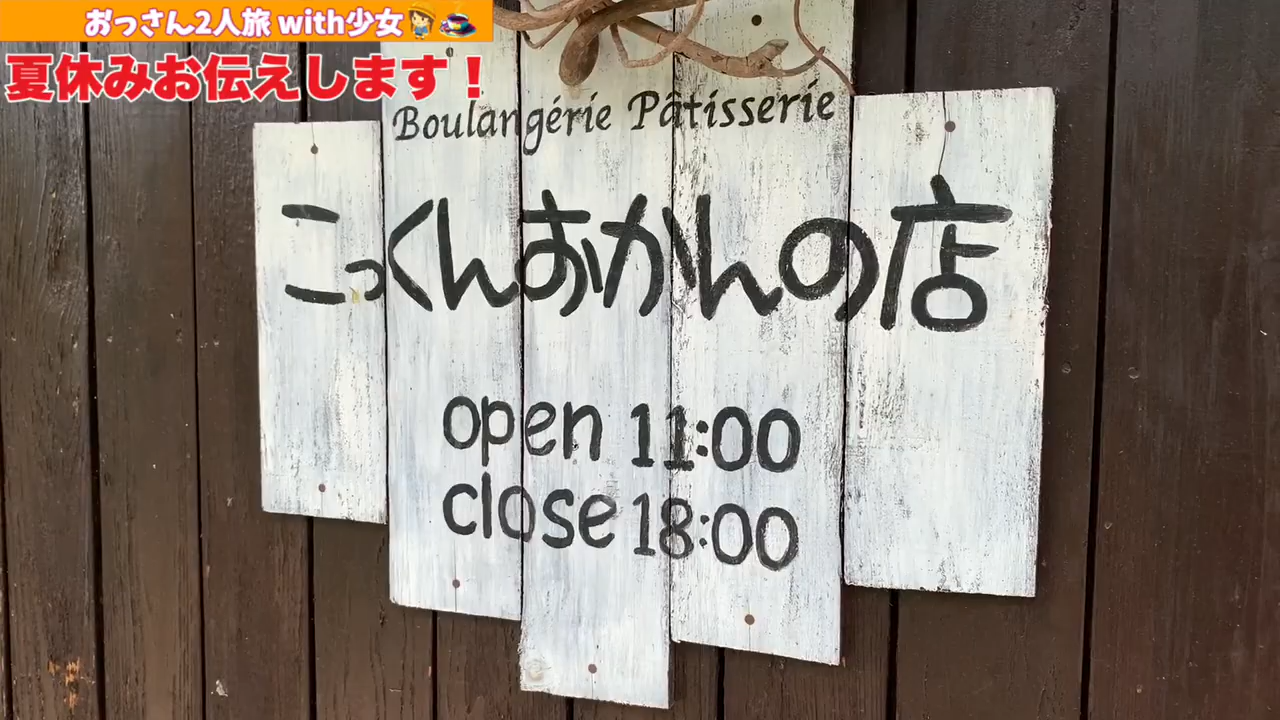 おっさん2人旅 with少女
夏休みお伝えします！
Boulangérie Pâtisserie
こっくんおかんの店
open 11:00
close 18:00